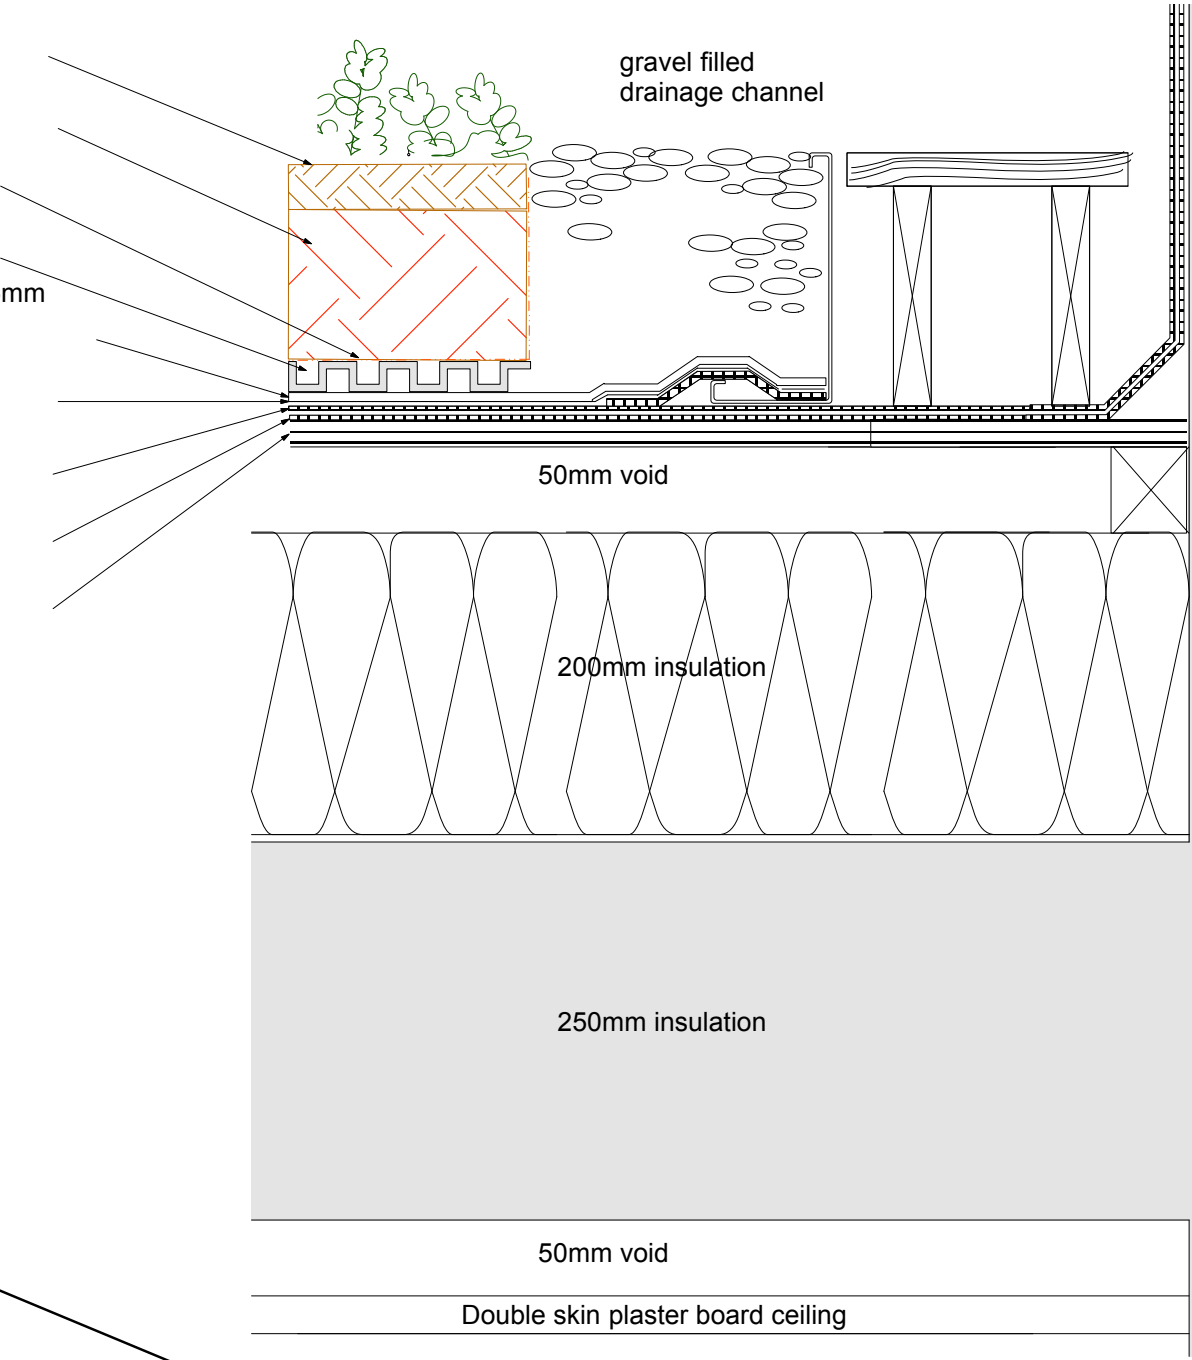 gravel filled
drainage channel
mm
50mm void
200mm insulation
250mm insulation
50mm void
Double skin plaster board ceiling